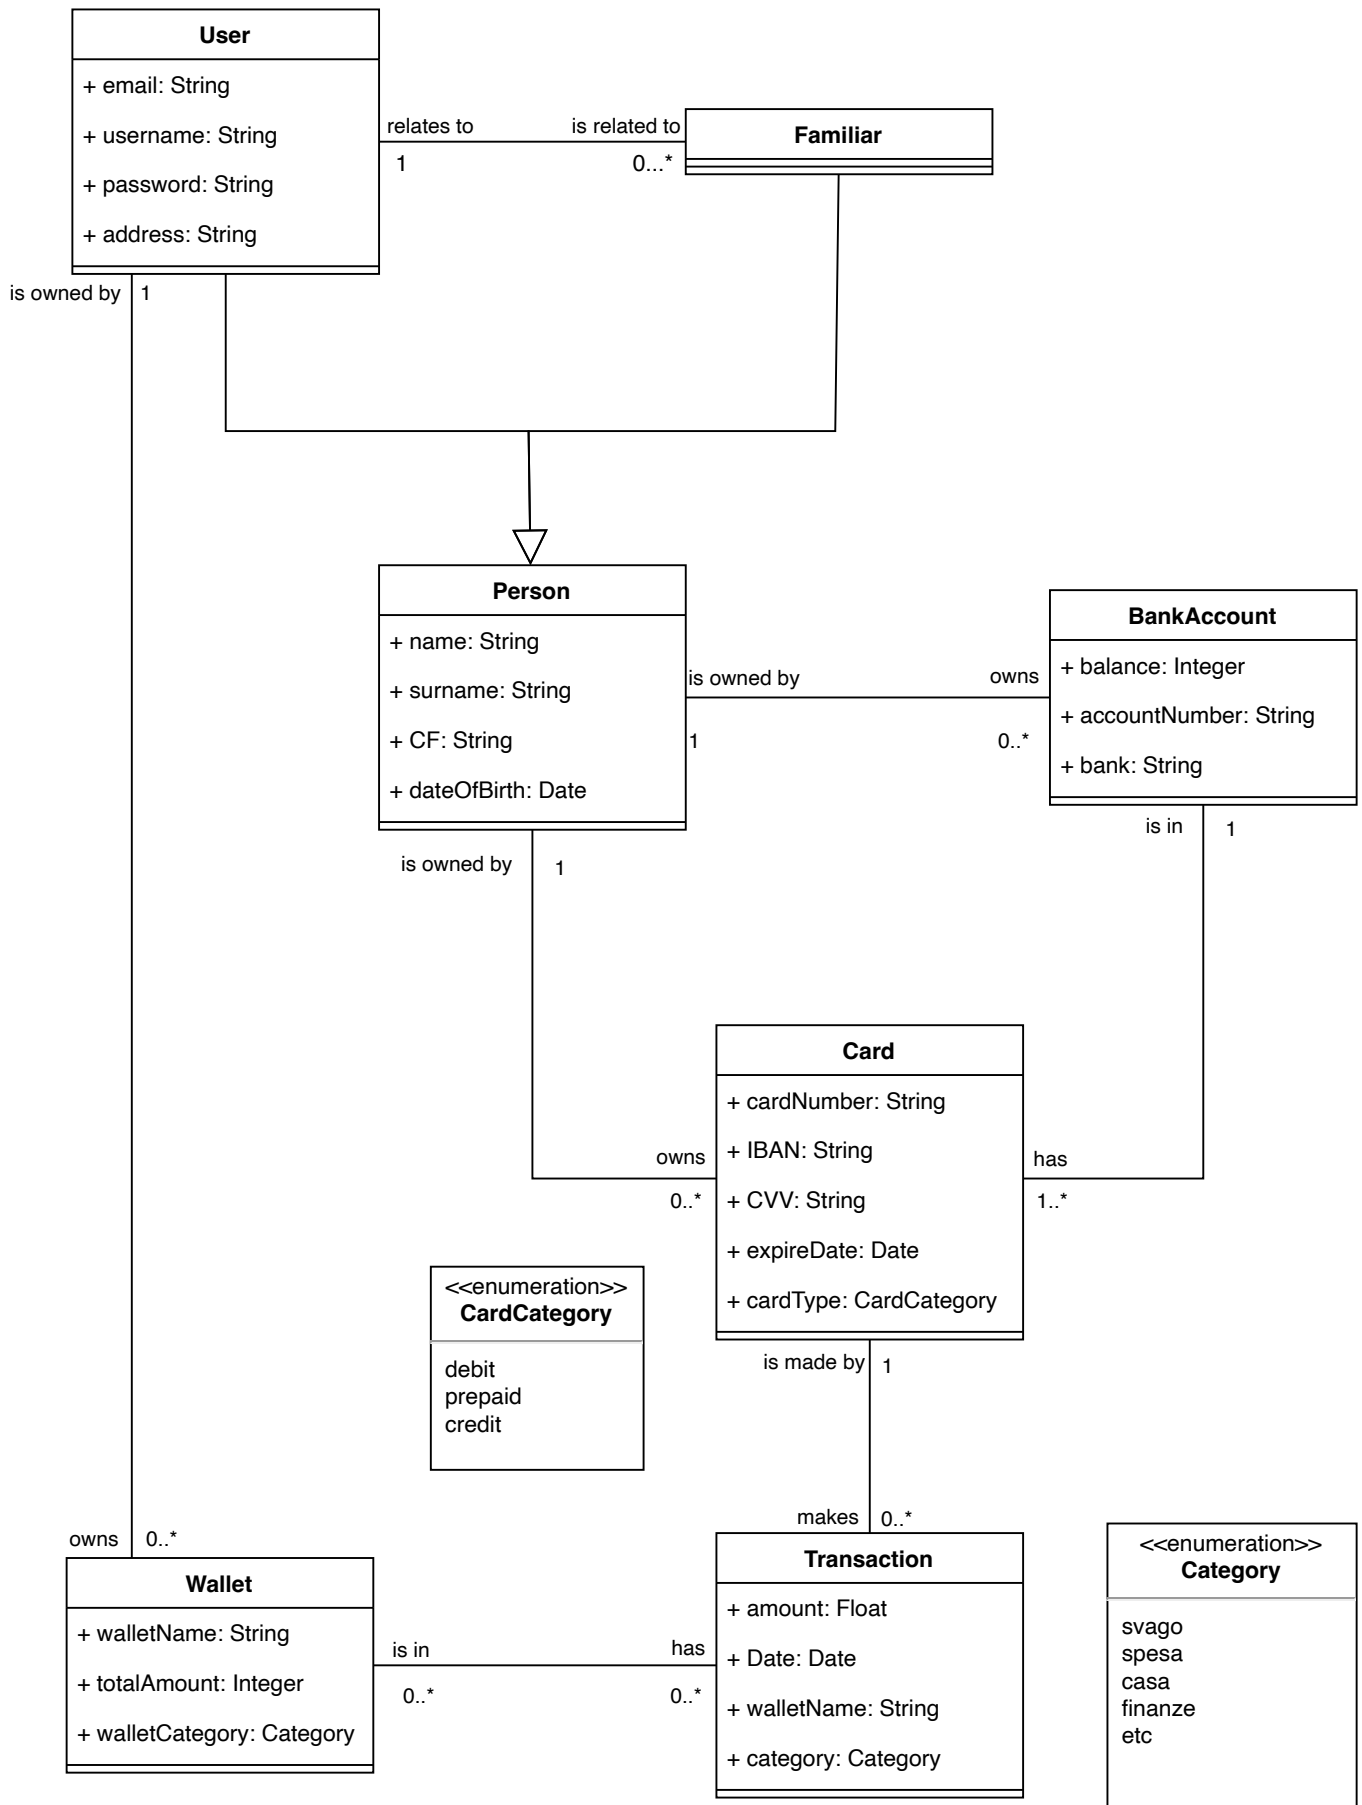 User
+ email: String
+ username: String
+ password: String
+ address: String
relates to
is related to
1
0...*
Familiar
is owned by
1
Person
+ name: String
+ surname: String
+ CF: String
+ dateOfBirth: Date
is owned by
owns
1
0..*
BankAccount
+ balance: Integer
+ accountNumber: String
+ bank: String
is in
1
is owned by
1
Card
+ cardNumber: String
+ IBAN: String
+ CVV: String
+ expireDate: Date
+ cardType: CardCategory
owns
0..*
has
1..*
<<enumeration>>
CardCategory
debit
prepaid
credit
is made by
1
makes
0..*
owns
0..*
Wallet
+ walletName: String
+ totalAmount: Integer
+ walletCategory: Category
is in
has
0..*
0..*
Transaction
+ amount: Float
+ Date: Date
+ walletName: String
+ category: Category
<<enumeration>>
Category
svago
spesa
casa
finanze
etc